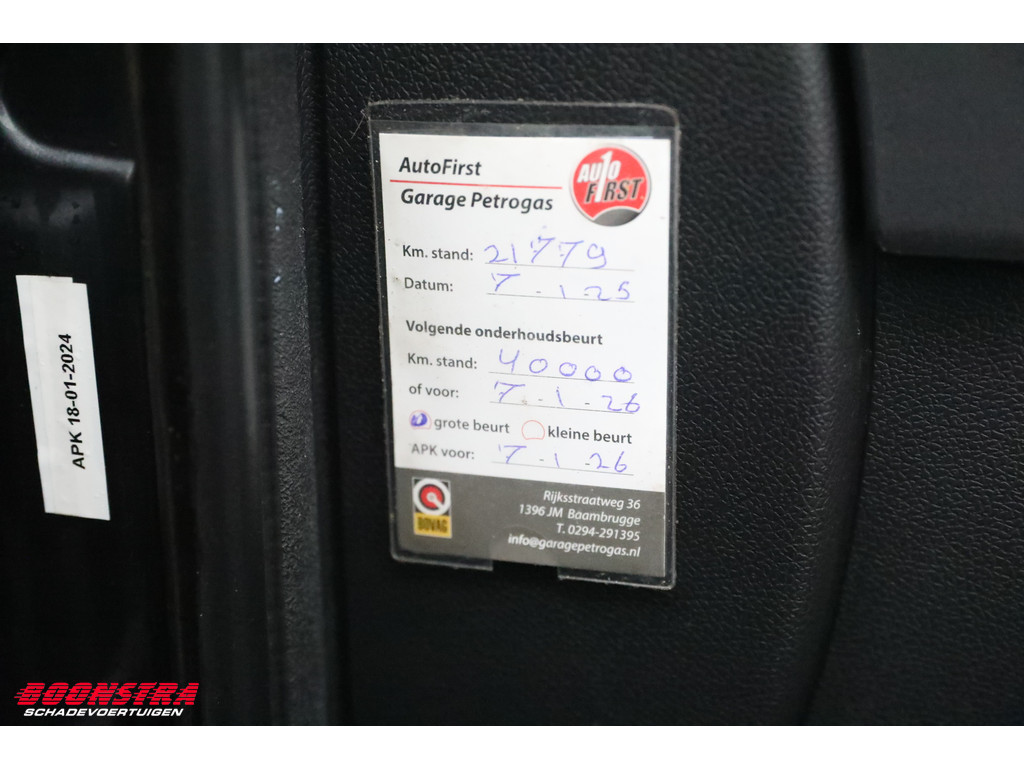 AutoFirst
Garage Petrogas
AUTO 1
FIRST
Km. stand: 21779
Datum: 7-1-25
Volgende onderhoudsbeurt
Km. stand: 40000
of voor: 7-1-26
grote beurt kleine beurt
APK voor: 7-1-26
BOVAG
Rijksstraatweg 36
1396 JM Baambrugge
T. 0294-291395
info@garagepetrogas.nl
APK 18-01-2024
BOONSTRA
SCHADEVOERTUIGEN